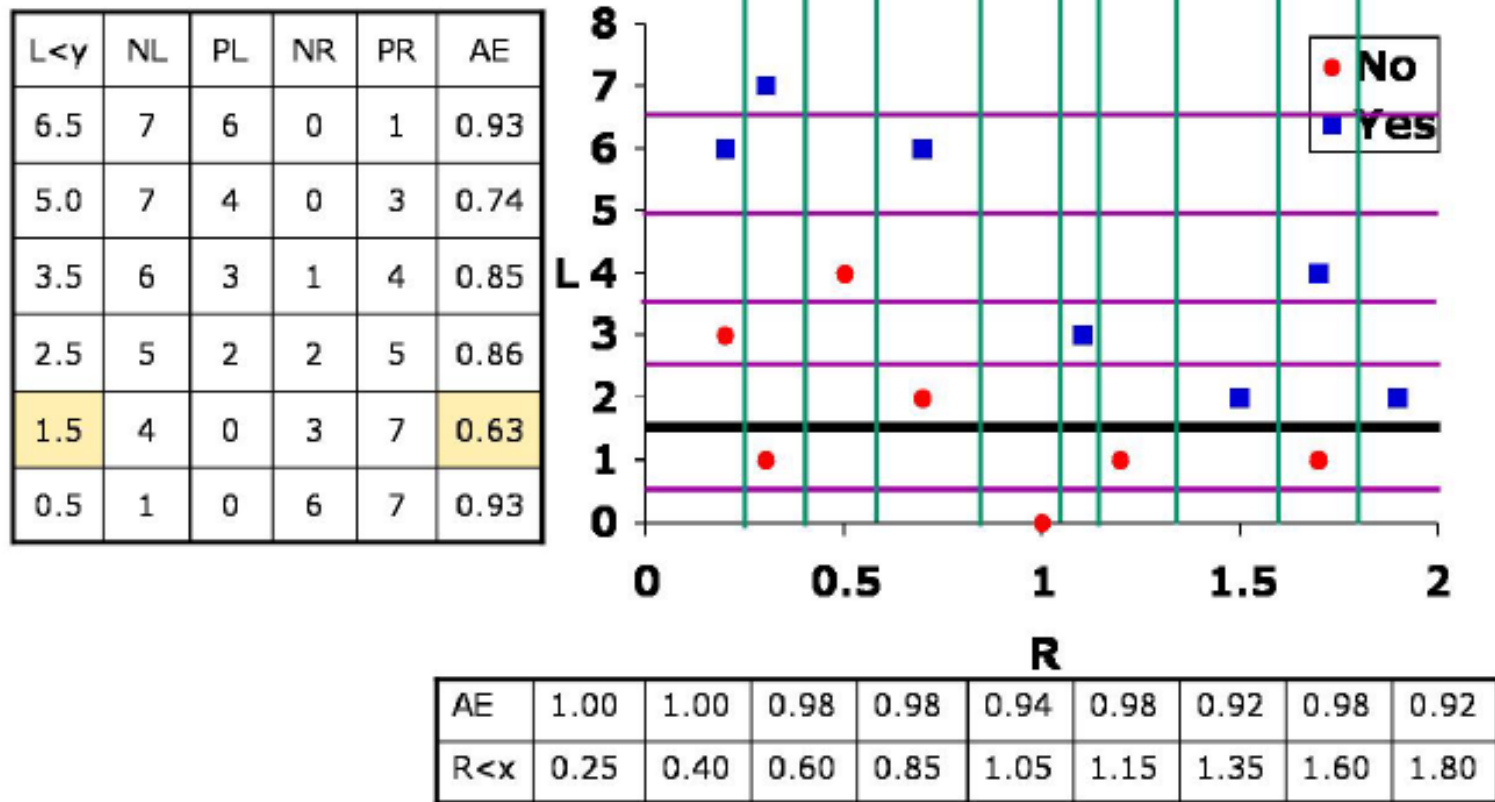 L<y NL PL NR PR AE
6.5 7 6 0 1 0.93
5.0 7 4 0 3 0.74
3.5 6 3 1 4 0.85
2.5 5 2 2 5 0.86
1.5 4 0 3 7 0.63
0.5 1 0 6 7 0.93
8
7
6
5
L 4
3
2
1
0
No
Yes
0 0.5 1 1.5 2
R
AE 1.00 1.00 0.98 0.98 0.94 0.98 0.92 0.98 0.92
R<x 0.25 0.40 0.60 0.85 1.05 1.15 1.35 1.60 1.80